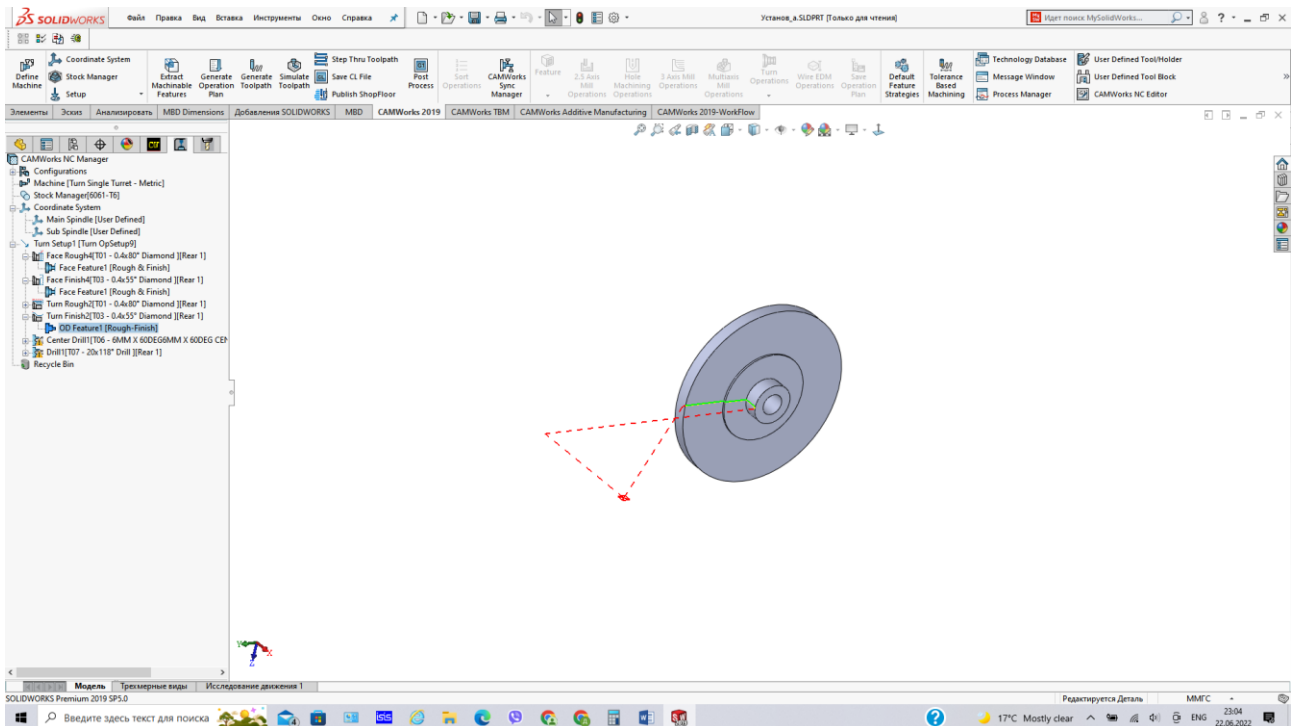 SOLIDWORKS Файл Правка Вид Вставка Инструменты Окно Справка Установ_a.SLDPRT [Только для чтения] Идет поиск MySolidWorks...
Define Machine
Coordinate System
Stock Manager
Setup
Extract Machinable Features
Generate Operation Plan
Generate Toolpath
Simulate Toolpath
Step Thru Toolpath
Save CL File
Publish ShopFloor
Post Process
Sort Operations
CAMWorks Sync Manager
Feature
2.5 Axis Mill Operations
Hole Machining Operations
3 Axis Mill Operations
Multiaxis Mill Operations
Turn Operations
Wire EDM Operations
Save Operation Plan
Default Feature Strategies
Tolerance Based Machining
Technology Database
Message Window
Process Manager
User Defined Tool/Holder
User Defined Tool Block
CAMWorks NC Editor
Элементы Эскиз Анализировать MBD Dimensions Добавления SOLIDWORKS MBD CAMWorks 2019 CAMWorks TBM CAMWorks Additive Manufacturing CAMWorks 2019-WorkFlow
CAMWorks NC Manager
Configurations
Machine [Turn Single Turret - Metric]
Stock Manager[6061-T6]
Coordinate System
Main Spindle [User Defined]
Sub Spindle [User Defined]
Turn Setup1 [Turn OpSetup9]
Face Rough4[T01 - 0.4x80° Diamond ][Rear 1]
Face Feature1 [Rough & Finish]
Face Finish4[T03 - 0.4x55° Diamond ][Rear 1]
Face Feature1 [Rough & Finish]
Turn Rough2[T01 - 0.4x80° Diamond ][Rear 1]
Turn Finish2[T03 - 0.4x55° Diamond ][Rear 1]
OD Feature1 [Rough-Finish]
Center Drill1[T06 - 6MM X 60DEG6MM X 60DEG CEN
Drill1[T07 - 20x118° Drill ][Rear 1]
Recycle Bin
Y X Z
Модель Трехмерные виды Исследование движения 1
SOLIDWORKS Premium 2019 SP5.0 Редактируется Деталь ММГС
Введите здесь текст для поиска 17°C Mostly clear ENG 23:04
22.06.2022